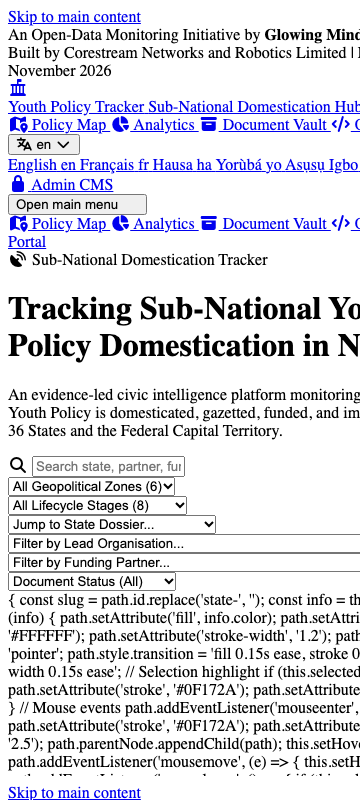 Skip to main content
An Open-Data Monitoring Initiative by Glowing Mind
Built by Corestream Networks and Robotics Limited |
November 2026
Youth Policy Tracker Sub-National Domestication Hub
Policy Map Analytics Document Vault
en
English en Français fr Hausa ha Yorùbá yo Asụsụ Igbo
Admin CMS
Open main menu
Policy Map Analytics Document Vault
Portal
Sub-National Domestication Tracker
Tracking Sub-National Yo
Policy Domestication in N
An evidence-led civic intelligence platform monitoring
Youth Policy is domesticated, gazetted, funded, and im
36 States and the Federal Capital Territory.
Search state, partner, fun
All Geopolitical Zones (6)
All Lifecycle Stages (8)
Jump to State Dossier...
Filter by Lead Organisation...
Filter by Funding Partner...
Document Status (All)
{ const slug = path.id.replace('state-', ''); const info = th
(info) { path.setAttribute('fill', info.color); path.setAttribut
'#FFFFFF'); path.setAttribute('stroke-width', '1.2'); path.
'pointer'; path.style.transition = 'fill 0.15s ease, stroke 0
width 0.15s ease'; // Selection highlight if (this.selected
path.setAttribute('stroke', '#0F172A'); path.setAttribute
} // Mouse events path.addEventListener('mouseenter',
path.setAttribute('stroke', '#0F172A'); path.setAttribute
'2.5'); path.parentNode.appendChild(path); this.setHov
path.addEventListener('mousemove', (e) => { this.setH
Skip to main content